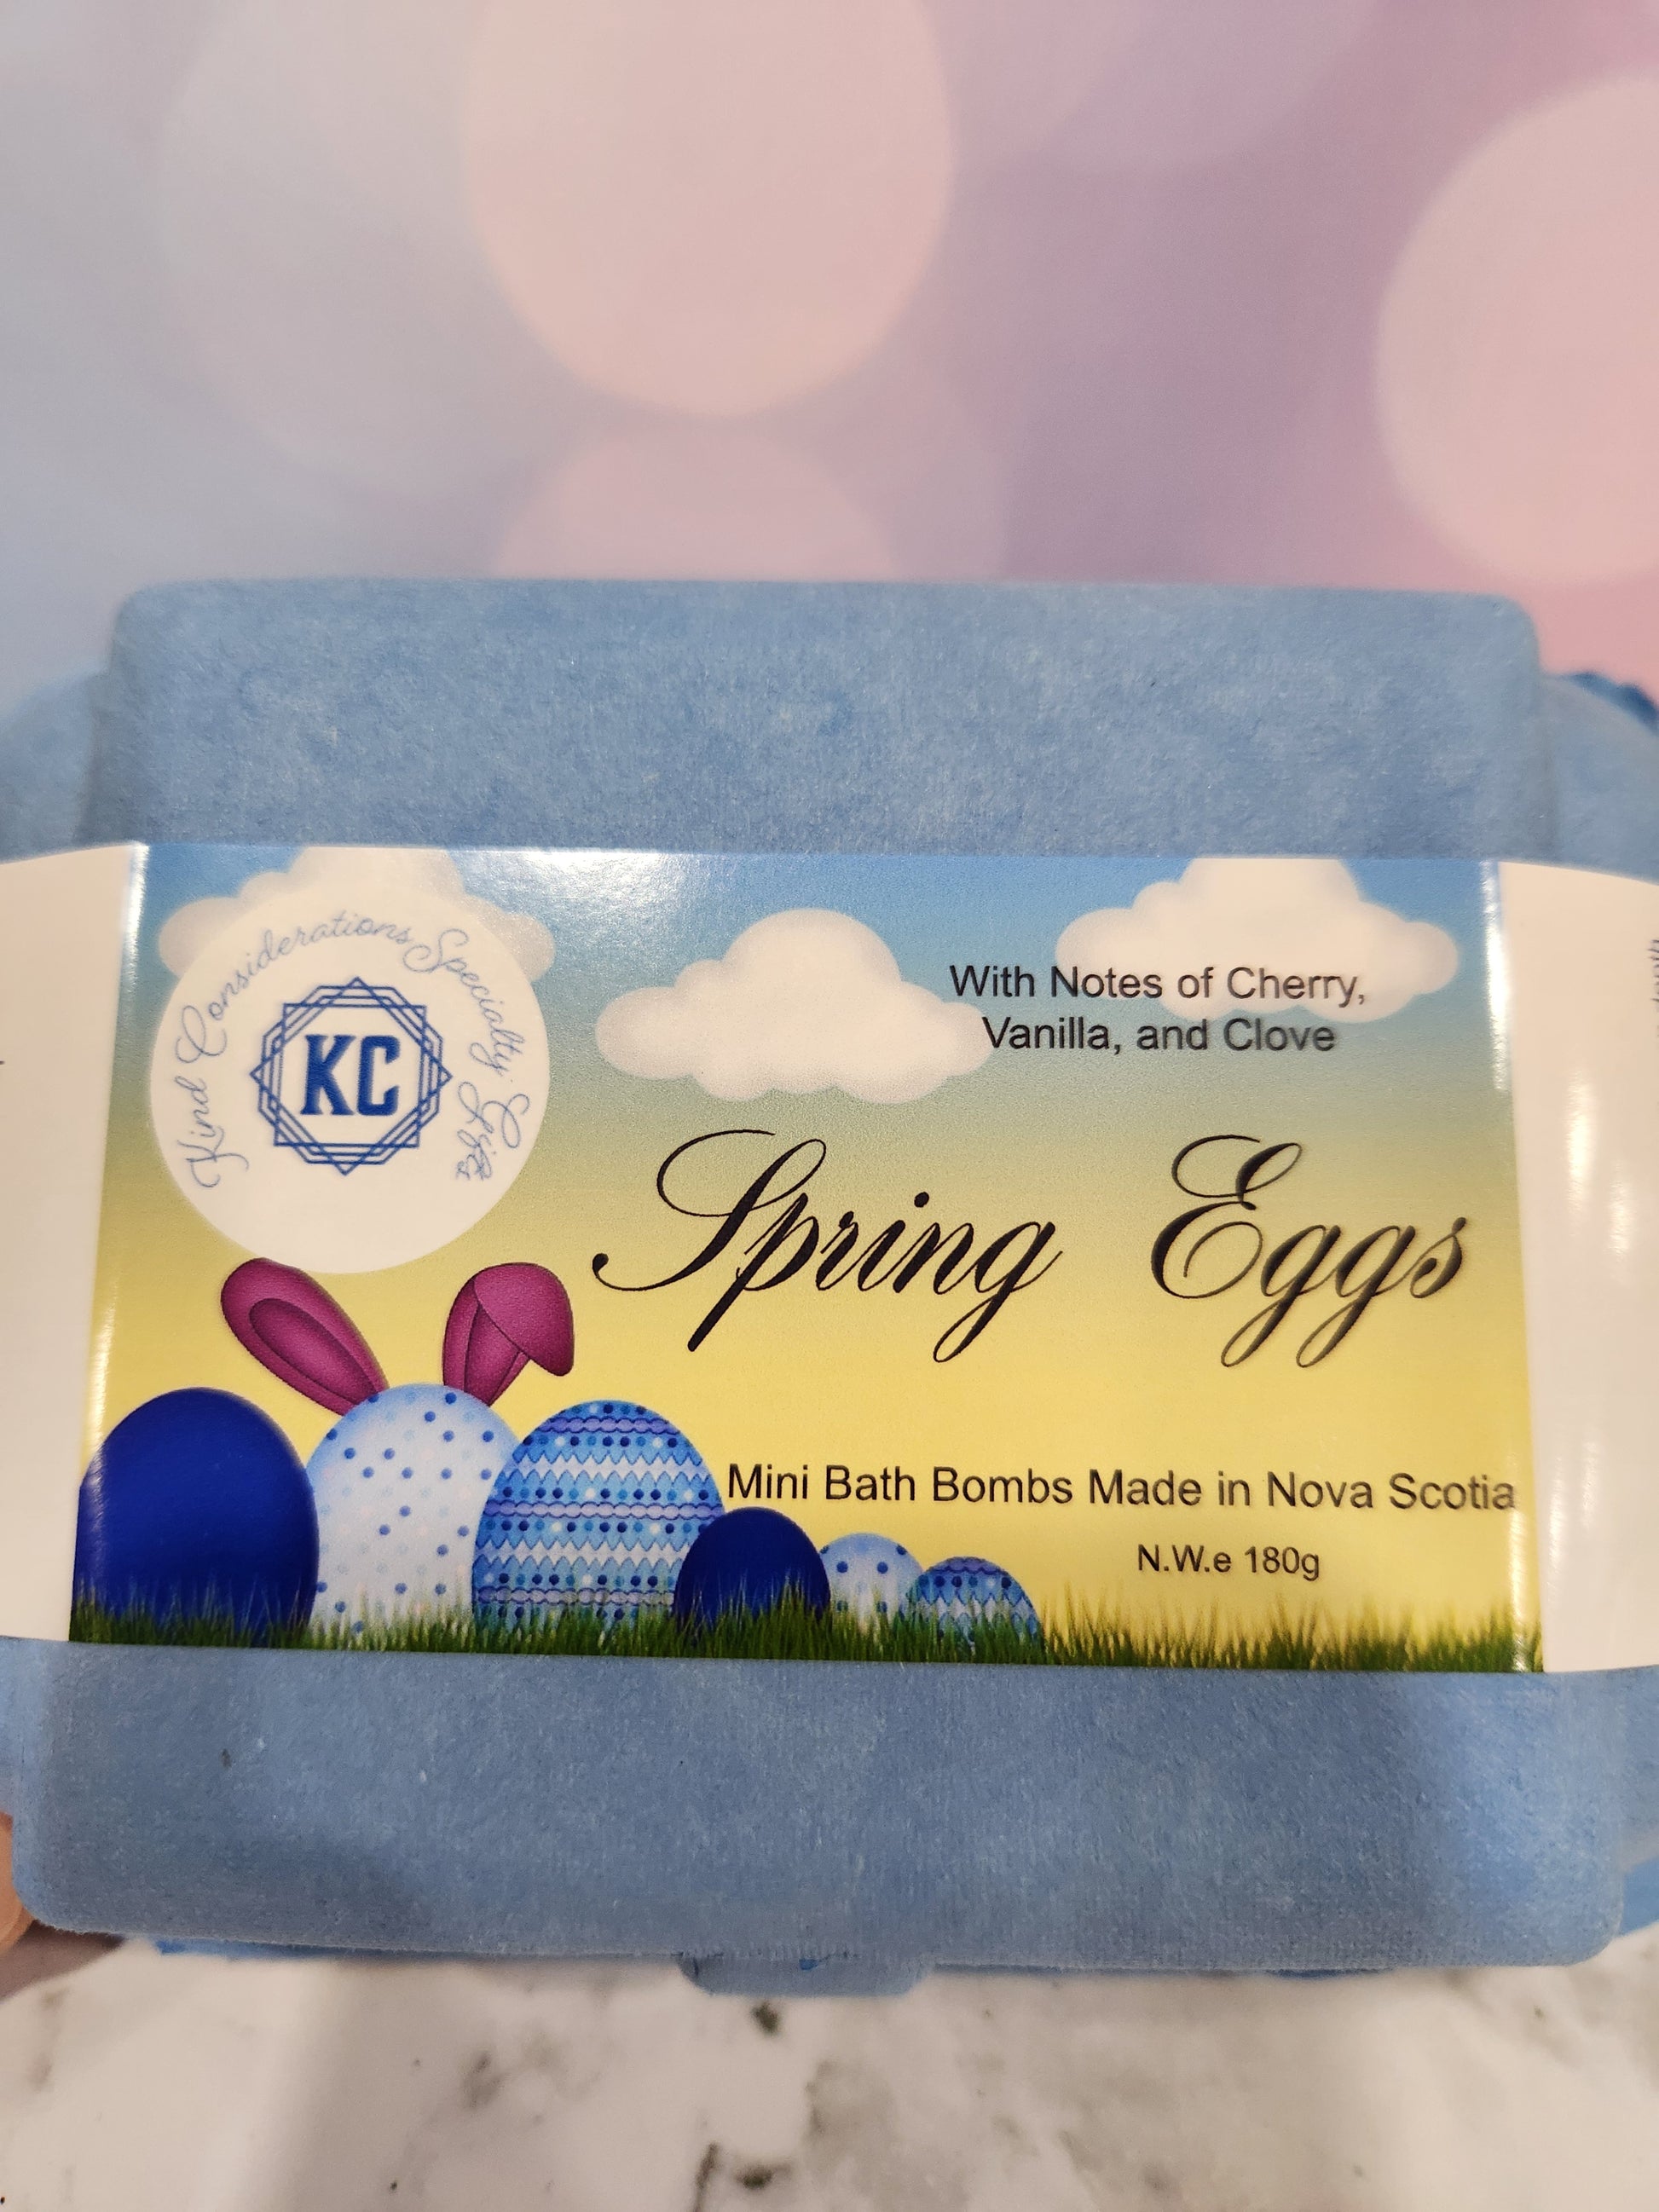 Kind Considerations Specialty Gifts
KC
With Notes of Cherry,
Vanilla, and Clove
Spring Eggs
Mini Bath Bombs Made in Nova Scotia
N.W.e 180g